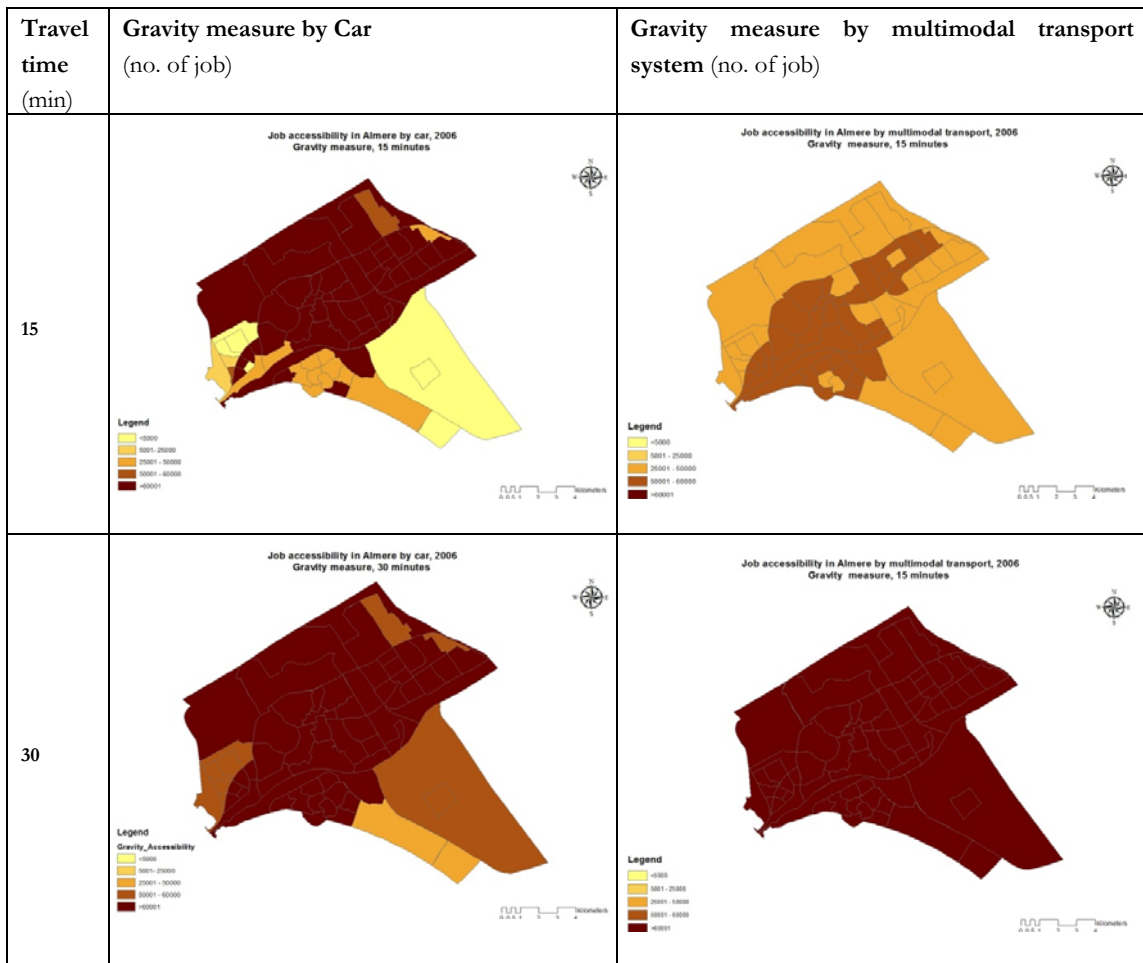 Travel time (min)
Gravity measure by Car
(no. of job)
Gravity measure by multimodal transport
system (no. of job)
15
Job accessibility in Almere by car, 2006
Gravity measure, 15 minutes
N
W
E
S
Legend
<5000
5001- 25000
25001 - 50000
50001 - 60000
>60001
Kilometers
Job accessibility in Almere by multimodal transport, 2006
Gravity measure, 15 minutes
N
W
E
S
Legend
<5000
5001 - 25000
25001 - 50000
50001 - 60000
>60001
Kilometers
30
Job accessibility in Almere by car, 2006
Gravity measure, 30 minutes
N
W
E
S
Legend
Gravity_Accessibility
<5000
5001- 25000
25001 - 50000
50001 - 60000
>60001
Kilometers
Job accessibility in Almere by multimodal transport, 2006
Gravity measure, 15 minutes
N
W
E
S
Legend
<5000
5001 - 25000
25001 - 50000
50001 - 60000
>60001
Kilometers